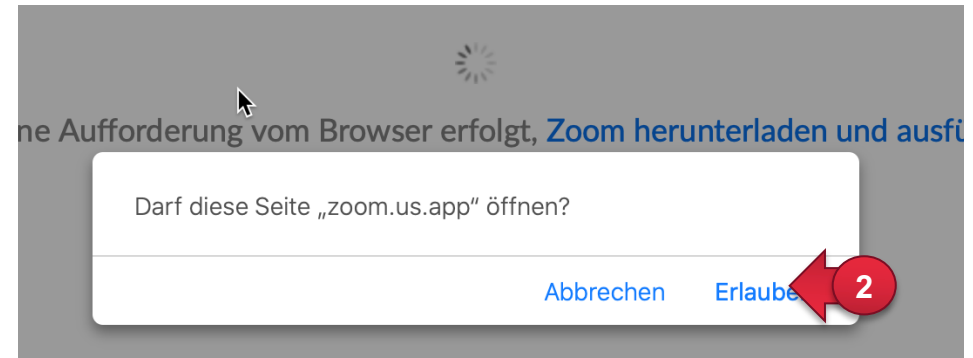 ne Aufforderung vom Browser erfolgt, Zoom herunterladen und ausfü
Darf diese Seite „zoom.us.app“ öffnen?
Abbrechen Erlaube
2